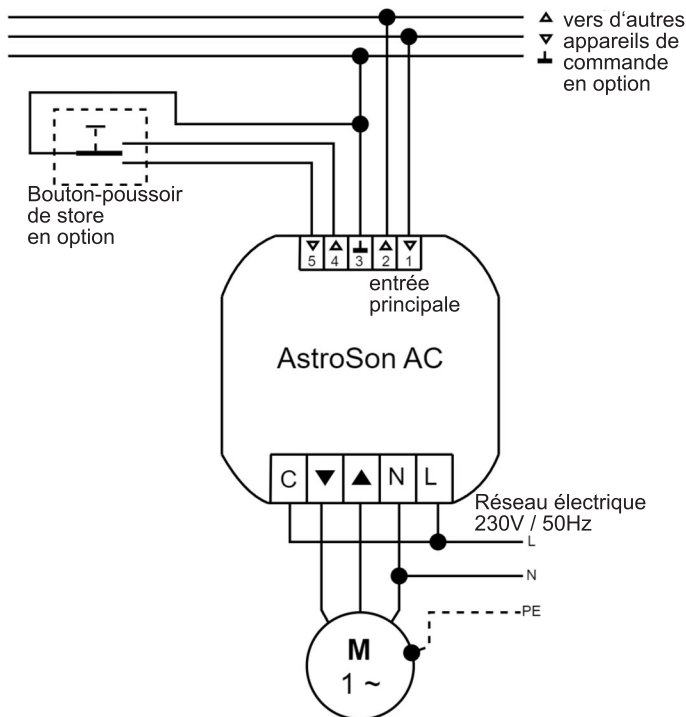 vers d‘autres
appareils de
commande
en option
Bouton-poussoir
de store
en option
5 4 3 2 1
entrée
principale
AstroSon AC
C N L
Réseau électrique
230V / 50Hz
L
N
PE
M
1 ~